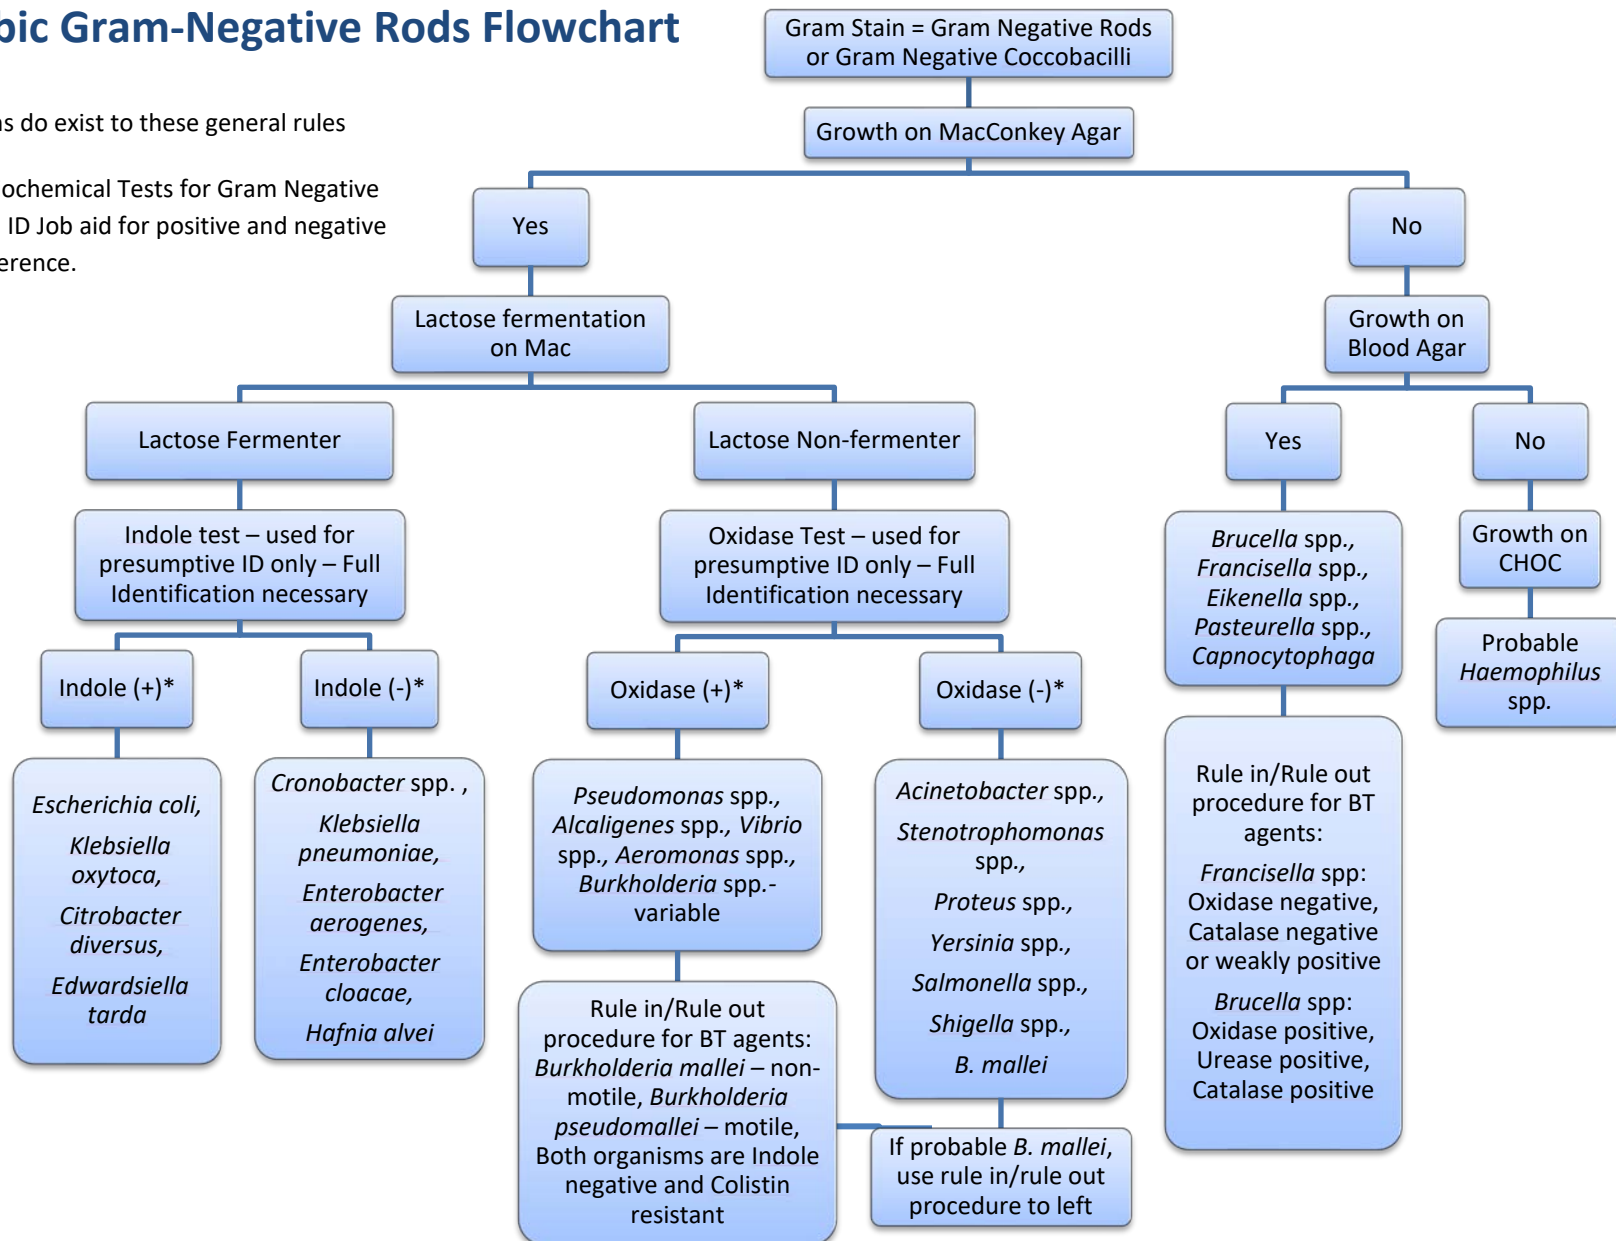 bic Gram-Negative Rods Flowchart
ns do exist to these general rules
ochemical Tests for Gram Negative
ID Job aid for positive and negative
erence.
Gram Stain = Gram Negative Rods
or Gram Negative Coccobacilli
Growth on MacConkey Agar
Yes
No
Lactose fermentation
on Mac
Growth on
Blood Agar
Lactose Fermenter
Lactose Non-fermenter
Yes
No
Indole test – used for
presumptive ID only – Full
Identification necessary
Oxidase Test – used for
presumptive ID only – Full
Identification necessary
Brucella spp.,
Francisella spp.,
Eikenella spp.,
Pasteurella spp.,
Capnocytophaga
Growth on
CHOC
Probable
Haemophilus
spp.
Indole (+)*
Indole (-)*
Oxidase (+)*
Oxidase (-)*
Escherichia coli,
Klebsiella
oxytoca,
Citrobacter
diversus,
Edwardsiella
tarda
Cronobacter spp. ,
Klebsiella
pneumoniae,
Enterobacter
aerogenes,
Enterobacter
cloacae,
Hafnia alvei
Pseudomonas spp.,
Alcaligenes spp., Vibrio
spp., Aeromonas spp.,
Burkholderia spp.-
variable
Acinetobacter spp.,
Stenotrophomonas
spp.,
Proteus spp.,
Yersinia spp.,
Salmonella spp.,
Shigella spp.,
B. mallei
Rule in/Rule out
procedure for BT
agents:
Francisella spp:
Oxidase negative,
Catalase negative
or weakly positive
Brucella spp:
Oxidase positive,
Urease positive,
Catalase positive
Rule in/Rule out
procedure for BT agents:
Burkholderia mallei – non-
motile, Burkholderia
pseudomallei – motile,
Both organisms are Indole
negative and Colistin
resistant
If probable B. mallei,
use rule in/rule out
procedure to left